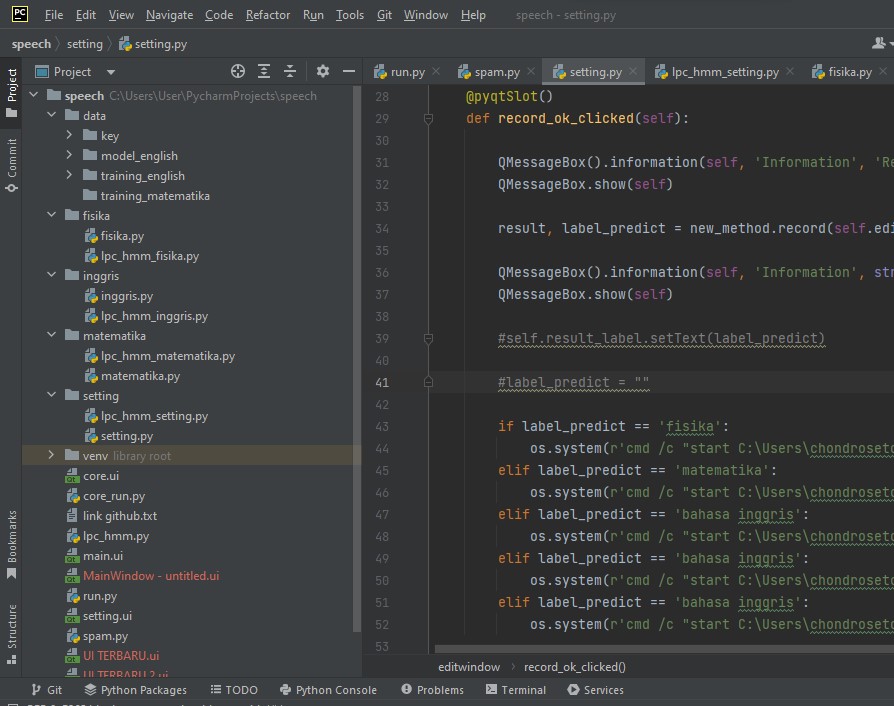 PC File Edit View Navigate Code Refactor Run Tools Git Window Help speech - setting.py
speech setting setting.py
Project
run.py spam.py setting.py lpc_hmm_setting.py fisika.py
Project
Commit
Bookmarks
Structure
speech C:\Users\User\PycharmProjects\speech
data
key
model_english
training_english
training_matematika
fisika
fisika.py
lpc_hmm_fisika.py
inggris
inggris.py
lpc_hmm_inggris.py
matematika
lpc_hmm_matematika.py
matematika.py
setting
lpc_hmm_setting.py
setting.py
venv library root
core.ui
core_run.py
link github.txt
lpc_hmm.py
main.ui
MainWindow - untitled.ui
run.py
setting.ui
spam.py
UI TERBARU.ui
UI TERBARU 2.ui
28 @pyqtSlot()
29 def record_ok_clicked(self):
30
31 QMessageBox().information(self, 'Information', 'Re
32 QMessageBox.show(self)
33
34 result, label_predict = new_method.record(self.edi
35
36 QMessageBox().information(self, 'Information', str
37 QMessageBox.show(self)
38
39 #self.result_label.setText(label_predict)
40
41 #label_predict = ""
42
43 if label_predict == 'fisika':
44 os.system(r'cmd /c "start C:\Users\chondroseto
45 elif label_predict == 'matematika':
46 os.system(r'cmd /c "start C:\Users\chondroseto
47 elif label_predict == 'bahasa inggris':
48 os.system(r'cmd /c "start C:\Users\chondroseto
49 elif label_predict == 'bahasa inggris':
50 os.system(r'cmd /c "start C:\Users\chondroseto
51 elif label_predict == 'bahasa inggris':
52 os.system(r'cmd /c "start C:\Users\chondroseto
53
editwindow record_ok_clicked()
Git Python Packages TODO Python Console Problems Terminal Services